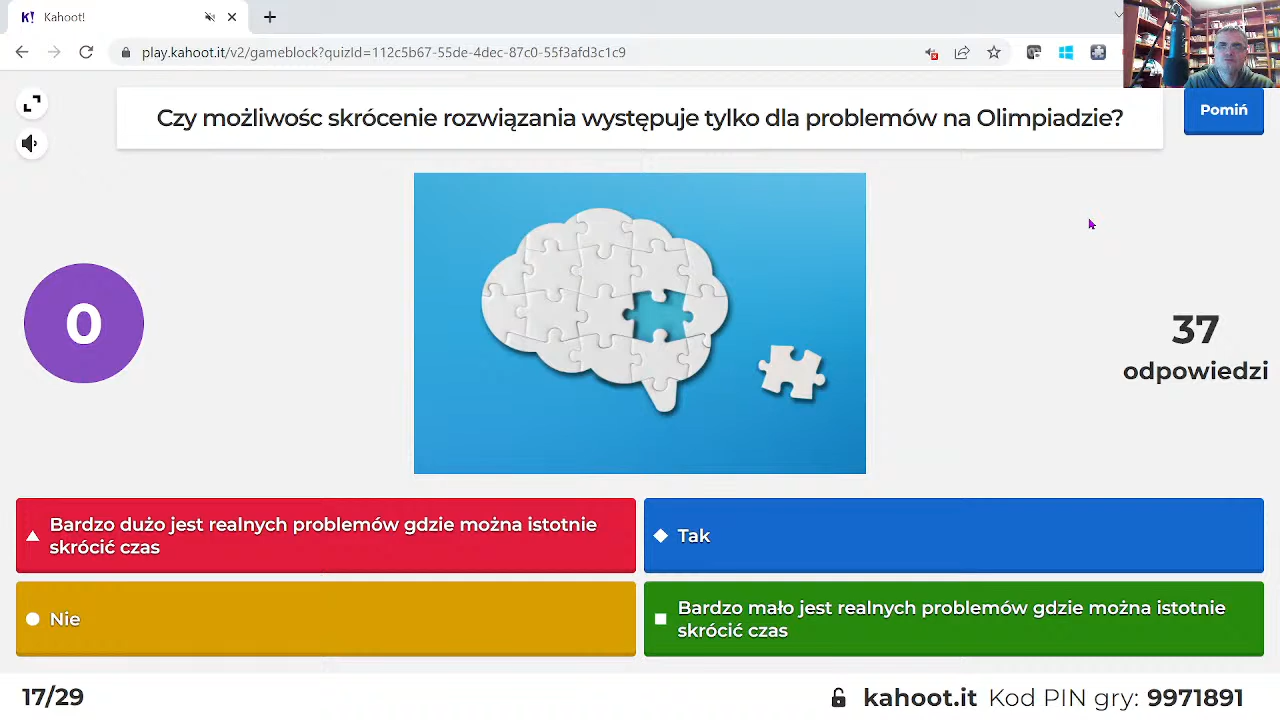 Kahoot!
play.kahoot.it/v2/gameblock?quizId=112c5b67-55de-4dec-87c0-55f3afd3c1c9
Czy możliwośc skrócenie rozwiązania występuje tylko dla problemów na Olimpiadzie?
Pomiń
0
37
odpowiedzi
Bardzo dużo jest realnych problemów gdzie można istotnie
skrócić czas
Tak
Nie
Bardzo mało jest realnych problemów gdzie można istotnie
skrócić czas
17/29
kahoot.it Kod PIN gry: 9971891